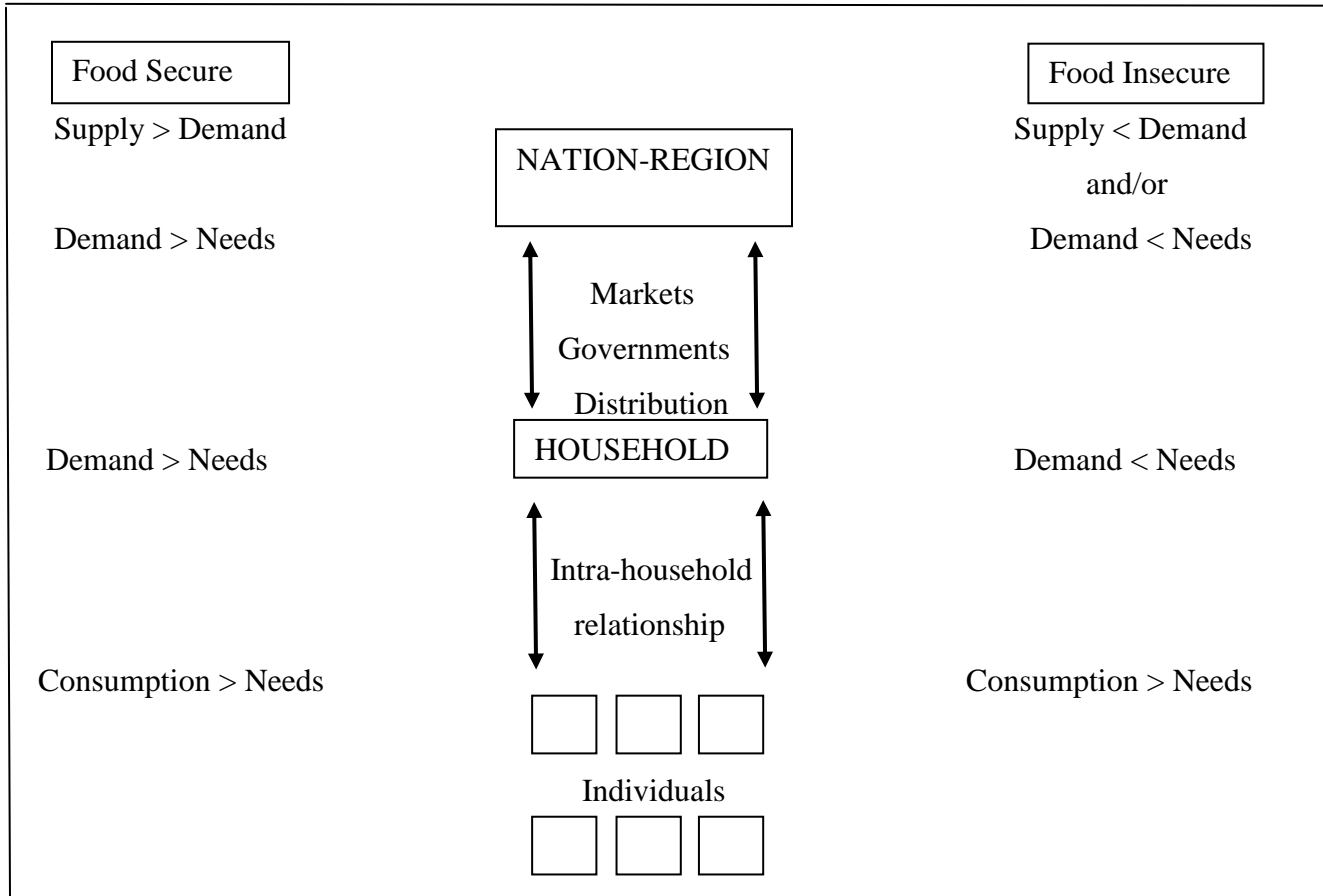 Food Secure
Supply > Demand
Demand > Needs
Demand > Needs
Consumption > Needs
NATION-REGION
Markets
Governments
Distribution
HOUSEHOLD
Intra-household
relationship
Individuals
Food Insecure
Supply < Demand
and/or
Demand < Needs
Demand < Needs
Consumption > Needs